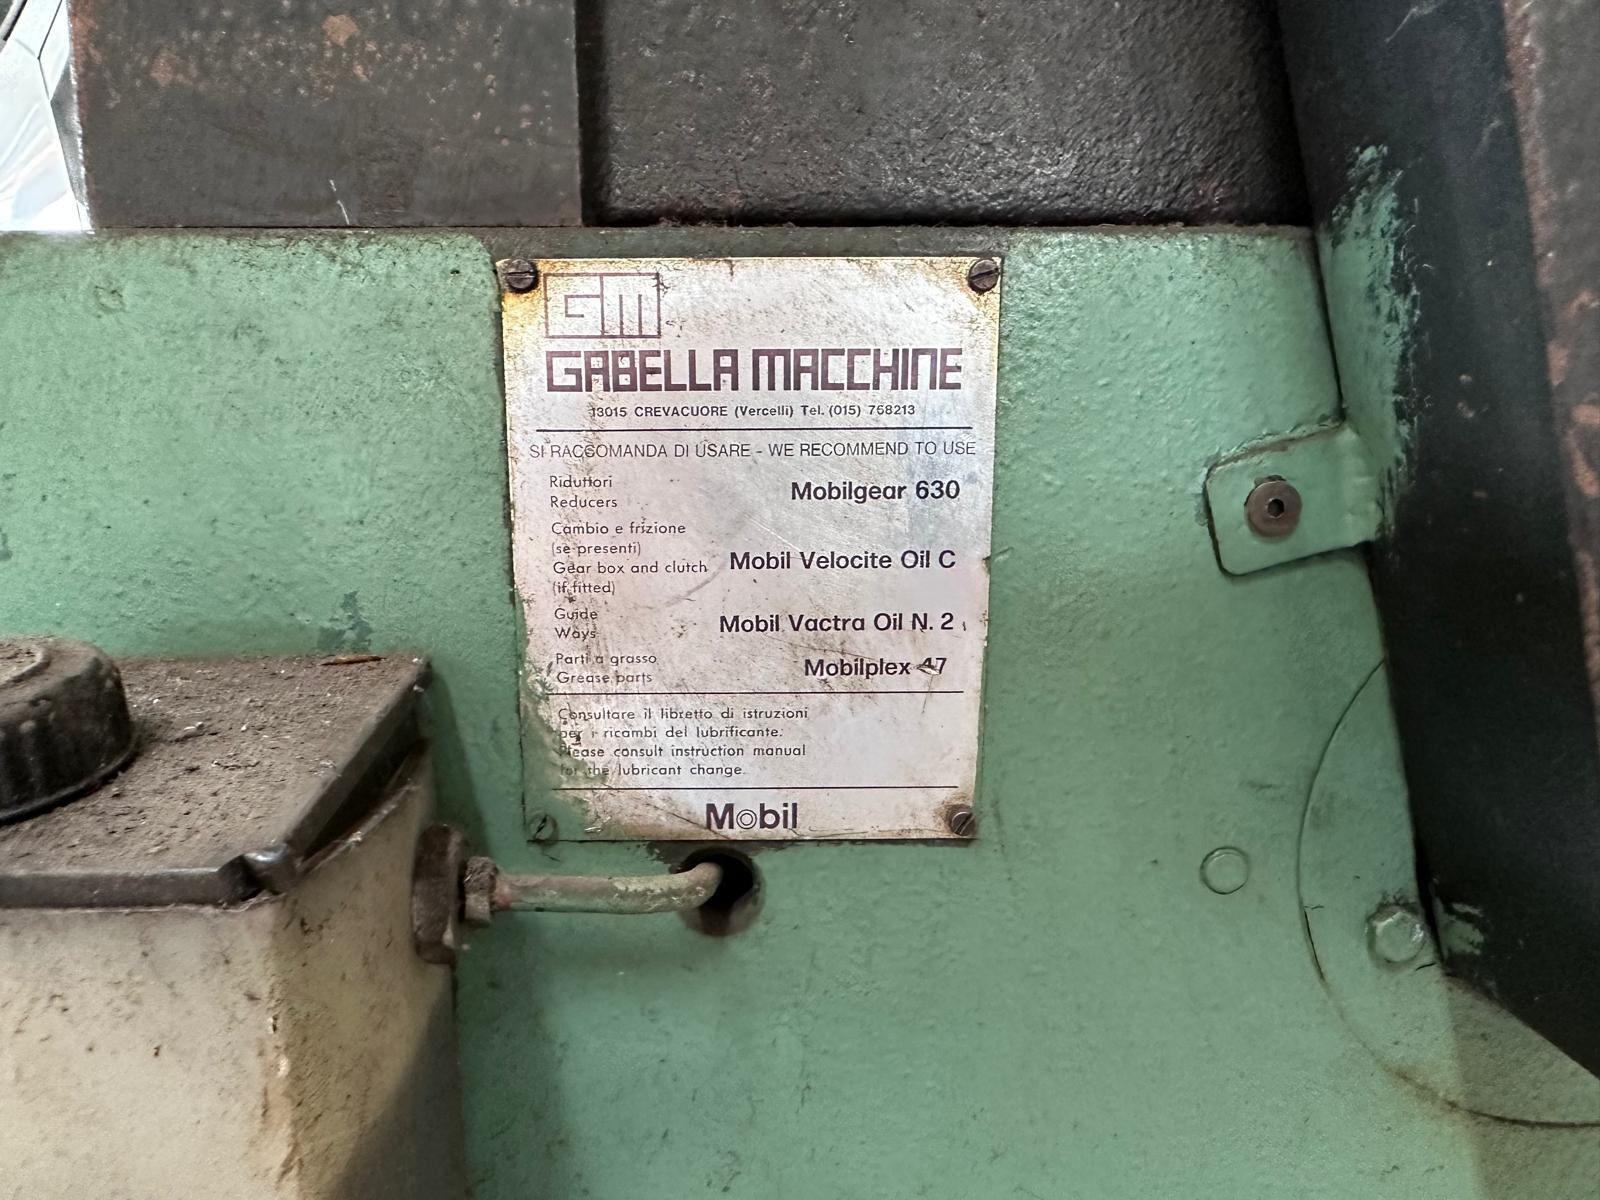 GM
GABELLA MACCHINE
13015 CREVACUORE (Vercelli) Tel. (015) 768213
SI RACCOMANDA DI USARE - WE RECOMMEND TO USE
Riduttori
Reducers
Mobilgear 630
Cambio e frizione
(se presenti)
Gear box and clutch
(if fitted)
Mobil Velocite Oil C
Guide
Ways
Mobil Vactra Oil N. 2
Parti a grasso
Grease parts
Mobilplex 47
Consultare il libretto di istruzioni
per i ricambi del lubrificante.
Please consult instruction manual
for the lubricant change.
Mobil